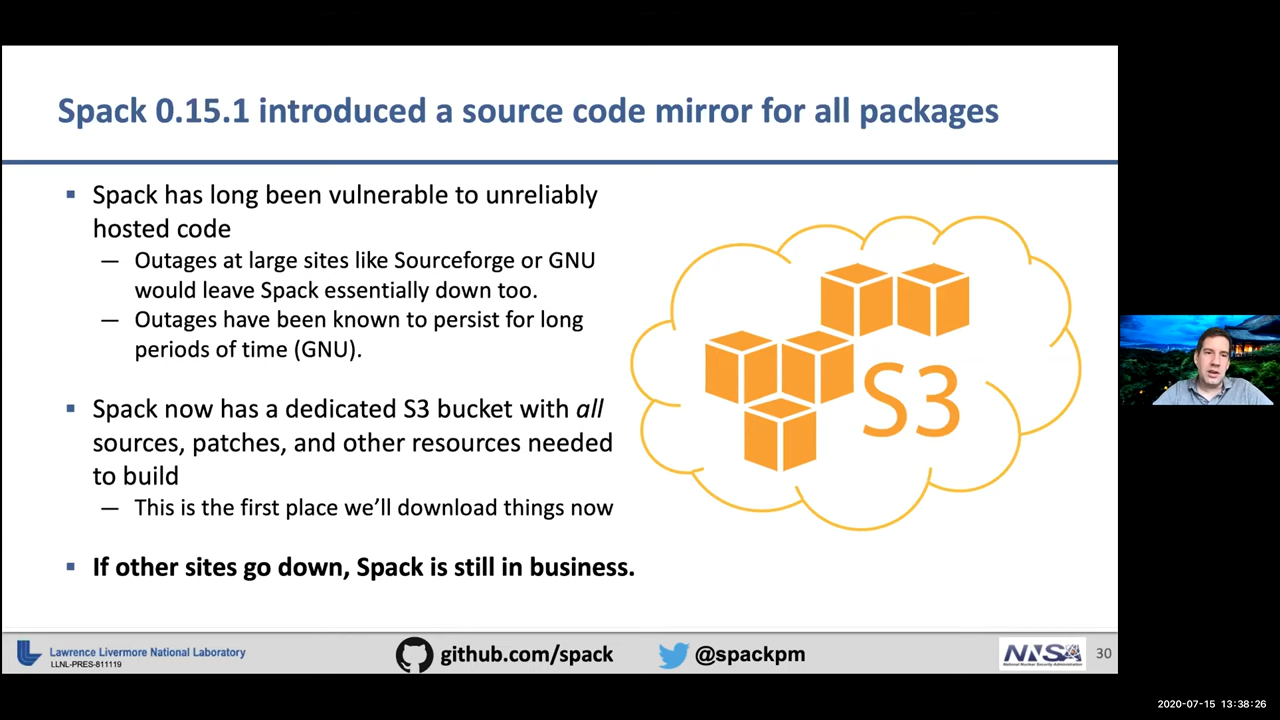 Spack 0.15.1 introduced a source code mirror for all packages
▪ Spack has long been vulnerable to unreliably
hosted code
— Outages at large sites like Sourceforge or GNU
would leave Spack essentially down too.
— Outages have been known to persist for long
periods of time (GNU).
▪ Spack now has a dedicated S3 bucket with all
sources, patches, and other resources needed
to build
— This is the first place we’ll download things now
▪ If other sites go down, Spack is still in business.
S3
Lawrence Livermore National Laboratory
LLNL-PRES-811119
github.com/spack
@spackpm
NNSA
National Nuclear Security Administration
30
2020-07-15 13:38:26